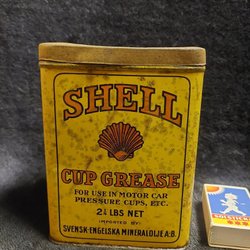 SHELL
CUP GREASE
FOR USE IN MOTOR CAR
PRESSURE CUPS, ETC.
2¼ LBS NET
IMPORTED BY:
SVENSK-ENGELSKA MINERALOLJE A.B.